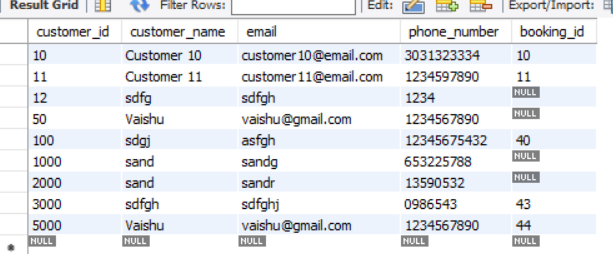 Result Grid Filter Rows: Edit: Export/Import:
customer_id customer_name email phone_number booking_id
10 Customer 10 customer10@email.com 3031323334 10
11 Customer 11 customer11@email.com 1234597890 11
12 sdfg sdfgh 1234 NULL
50 Vaishu vaishu@gmail.com 1234567890 NULL
100 sdgj asfgh 12345675432 40
1000 sand sandg 653225788 NULL
2000 sand sandr 13590532 NULL
3000 sdfgh sdfghj 0986543 43
5000 Vaishu vaishu@gmail.com 1234567890 44
NULL NULL NULL NULL NULL